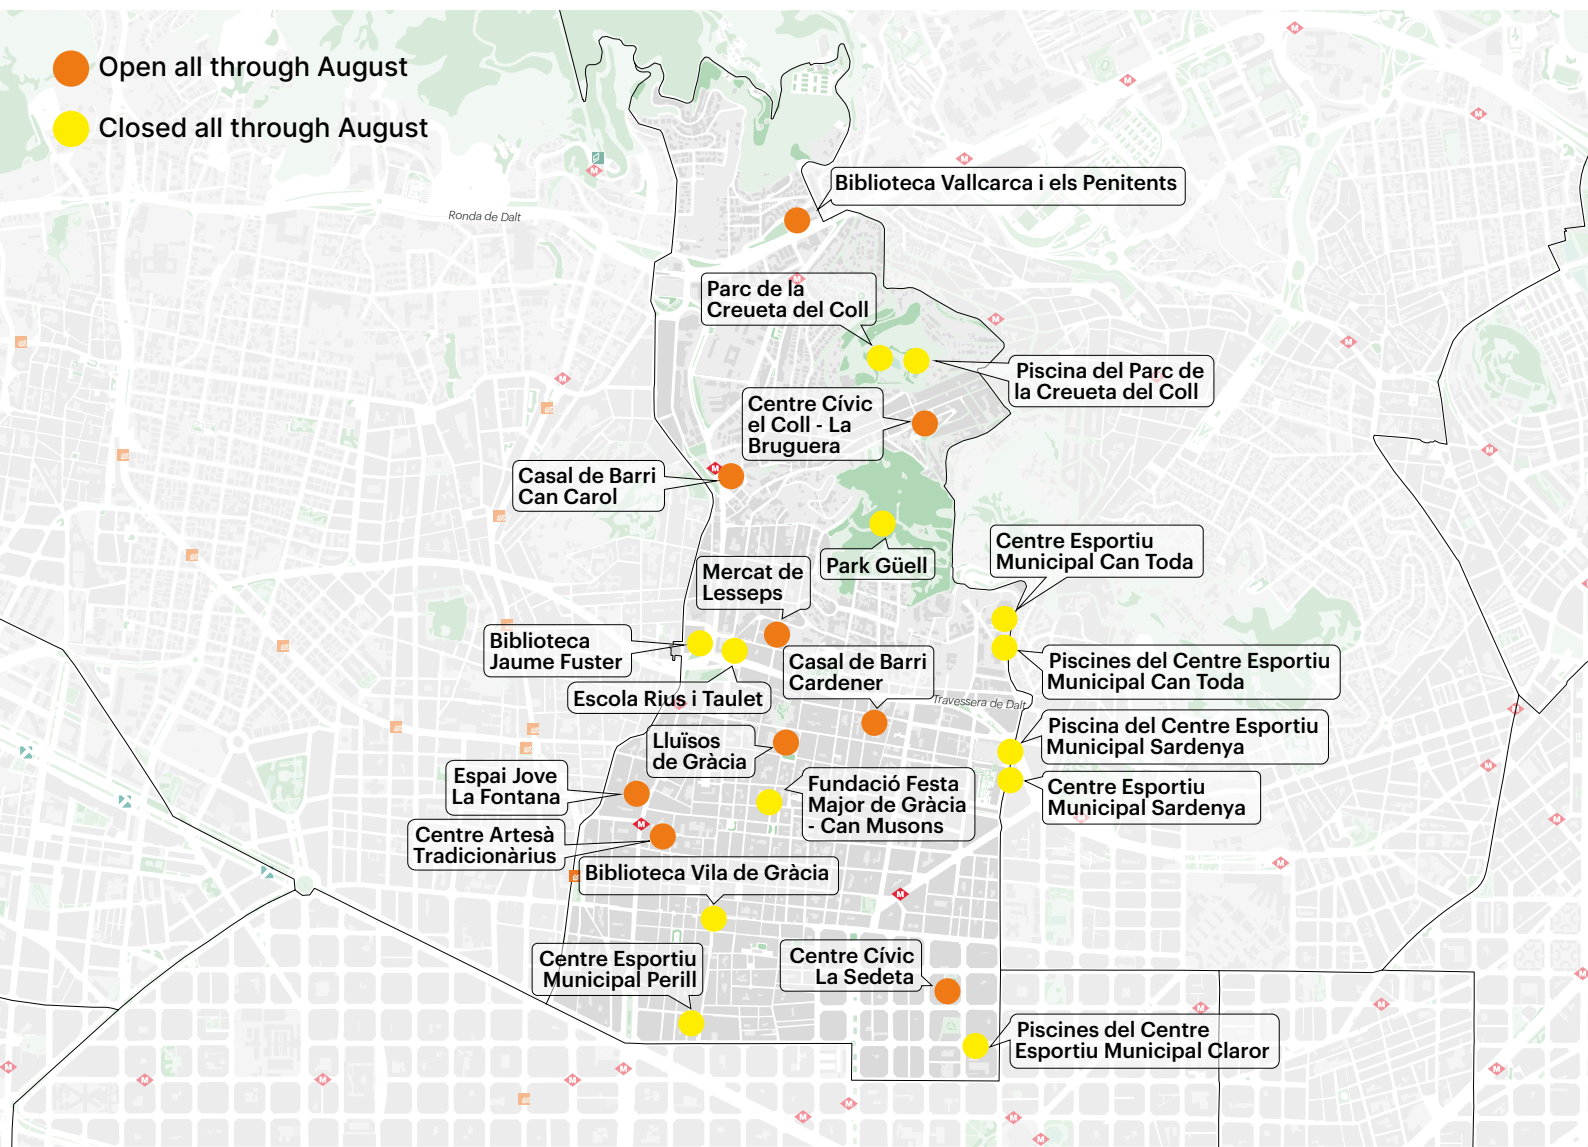 Open all through August
Closed all through August
Biblioteca Vallcarca i els Penitents
Ronda de Dalt
Parc de la
Creueta del Coll
Piscina del Parc de
la Creueta del Coll
Centre Cívic
el Coll - La
Bruguera
Casal de Barri
Can Carol
Centre Esportiu
Municipal Can Toda
Park Güell
Mercat de
Lesseps
Biblioteca
Jaume Fuster
Casal de Barri
Cardener
Piscines del Centre Esportiu
Municipal Can Toda
Escola Rius i Taulet
Travessera de Dalt
Piscina del Centre Esportiu
Municipal Sardenya
Lluïsos
de Gràcia
Espai Jove
La Fontana
Fundació Festa
Major de Gràcia
- Can Musons
Centre Esportiu
Municipal Sardenya
Centre Artesà
Tradicionàrius
Biblioteca Vila de Gràcia
Centre Esportiu
Municipal Perill
Centre Cívic
La Sedeta
Piscines del Centre
Esportiu Municipal Claror